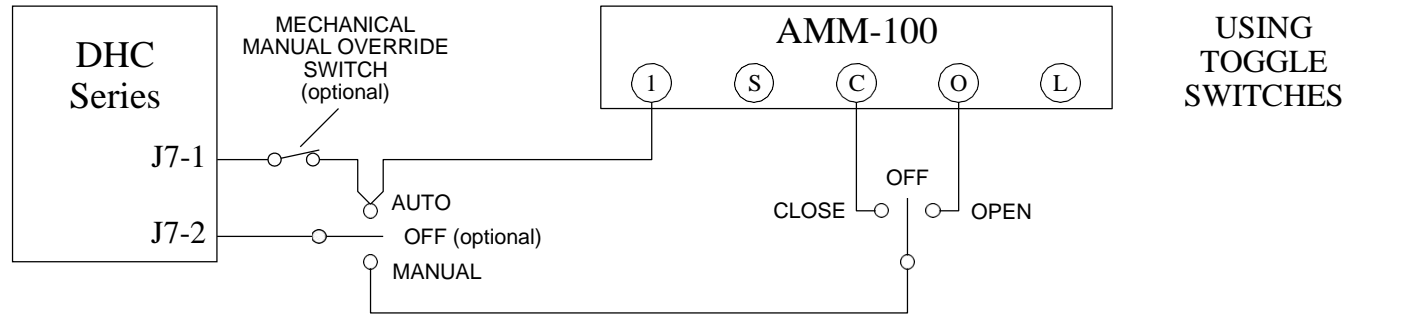 DHC
Series
J7-1
J7-2
MECHANICAL
MANUAL OVERRIDE
SWITCH
(optional)
AUTO
OFF (optional)
MANUAL
AMM-100
1 S C O L
OFF
CLOSE OPEN
USING
TOGGLE
SWITCHES